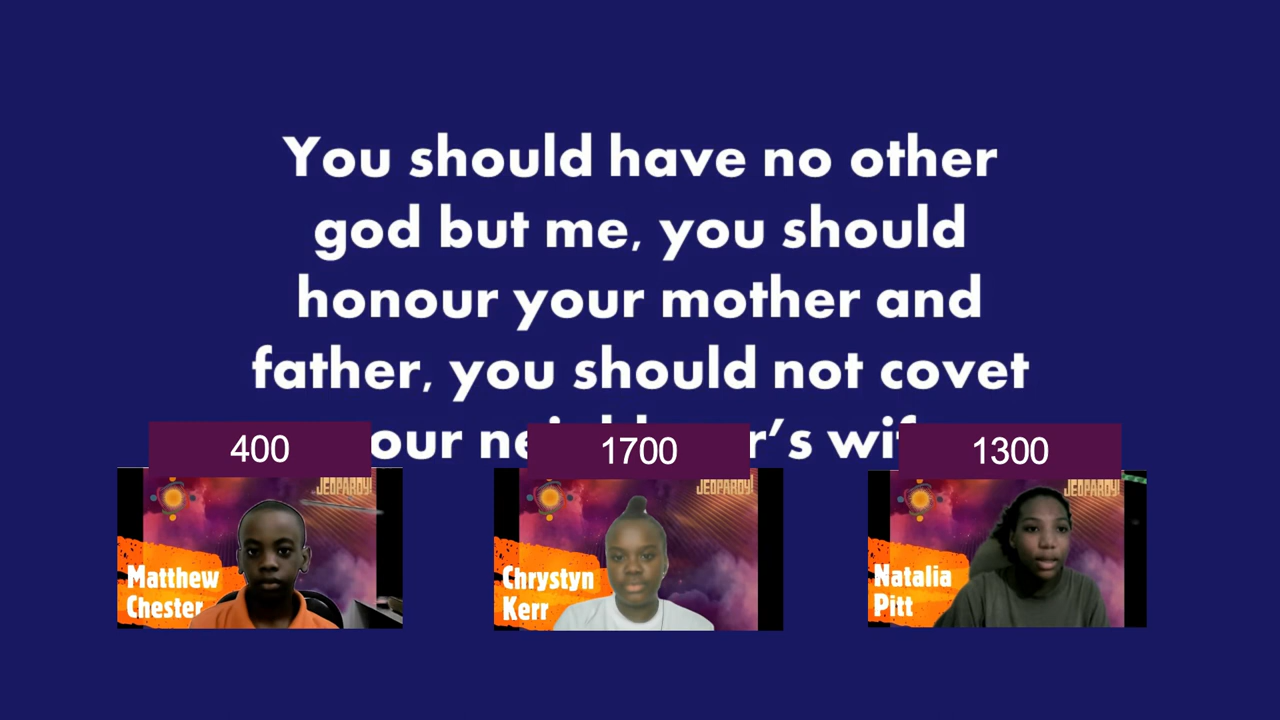 You should have no other
god but me, you should
honour your mother and
father, you should not covet
400
1700
1300
JEOPARDY!
JEOPARDY!
JEOPARDY!
Matthew
Chester
Chrystyn
Kerr
Natalia
Pitt